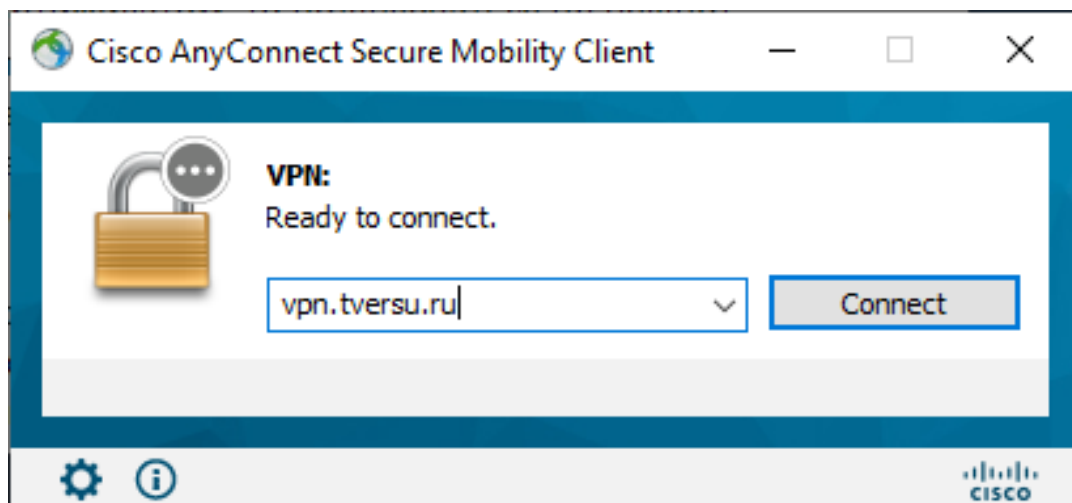 Cisco AnyConnect Secure Mobility Client
VPN:
Ready to connect.
vpn.tversu.ru
Connect
CISCO